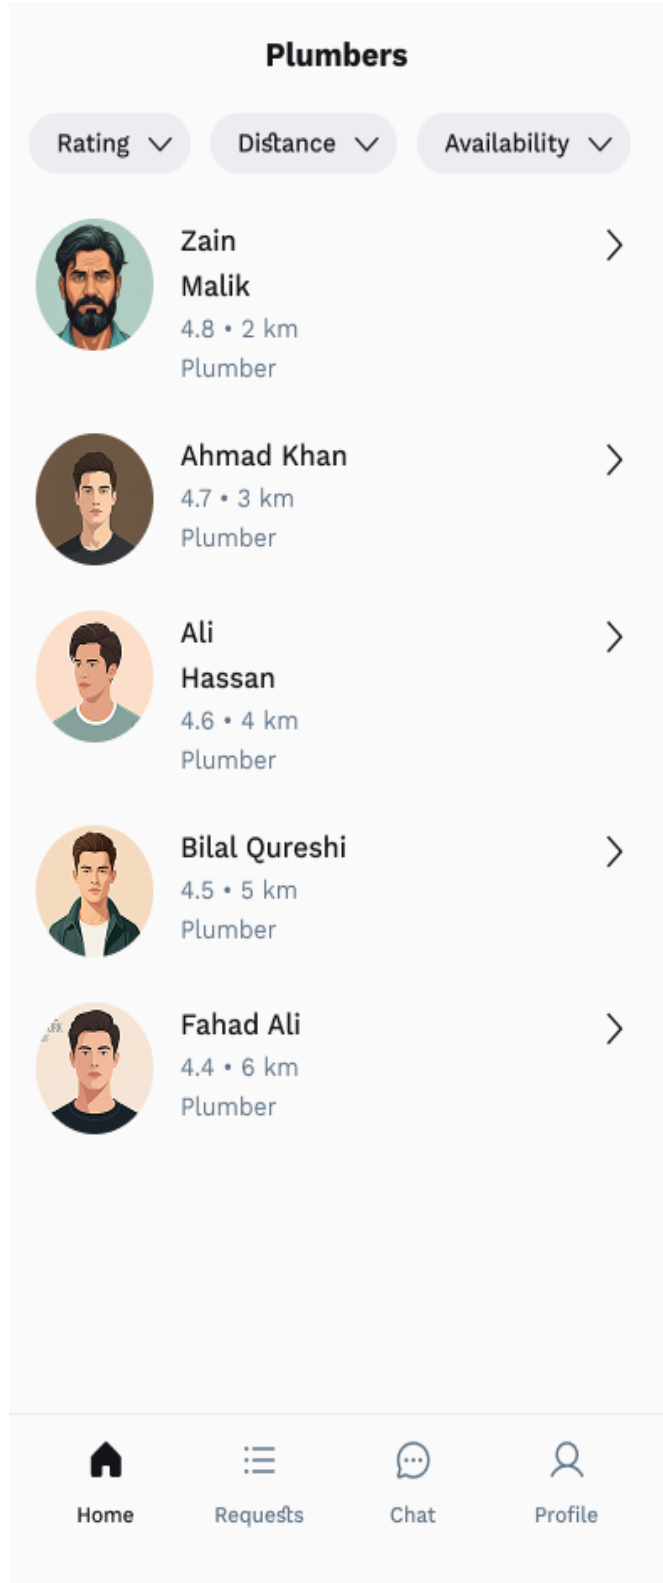 Plumbers
Rating
Distance
Availability
Zain
Malik
4.8 • 2 km
Plumber
Ahmad Khan
4.7 • 3 km
Plumber
Ali
Hassan
4.6 • 4 km
Plumber
Bilal Qureshi
4.5 • 5 km
Plumber
Fahad Ali
4.4 • 6 km
Plumber
Home
Requests
Chat
Profile